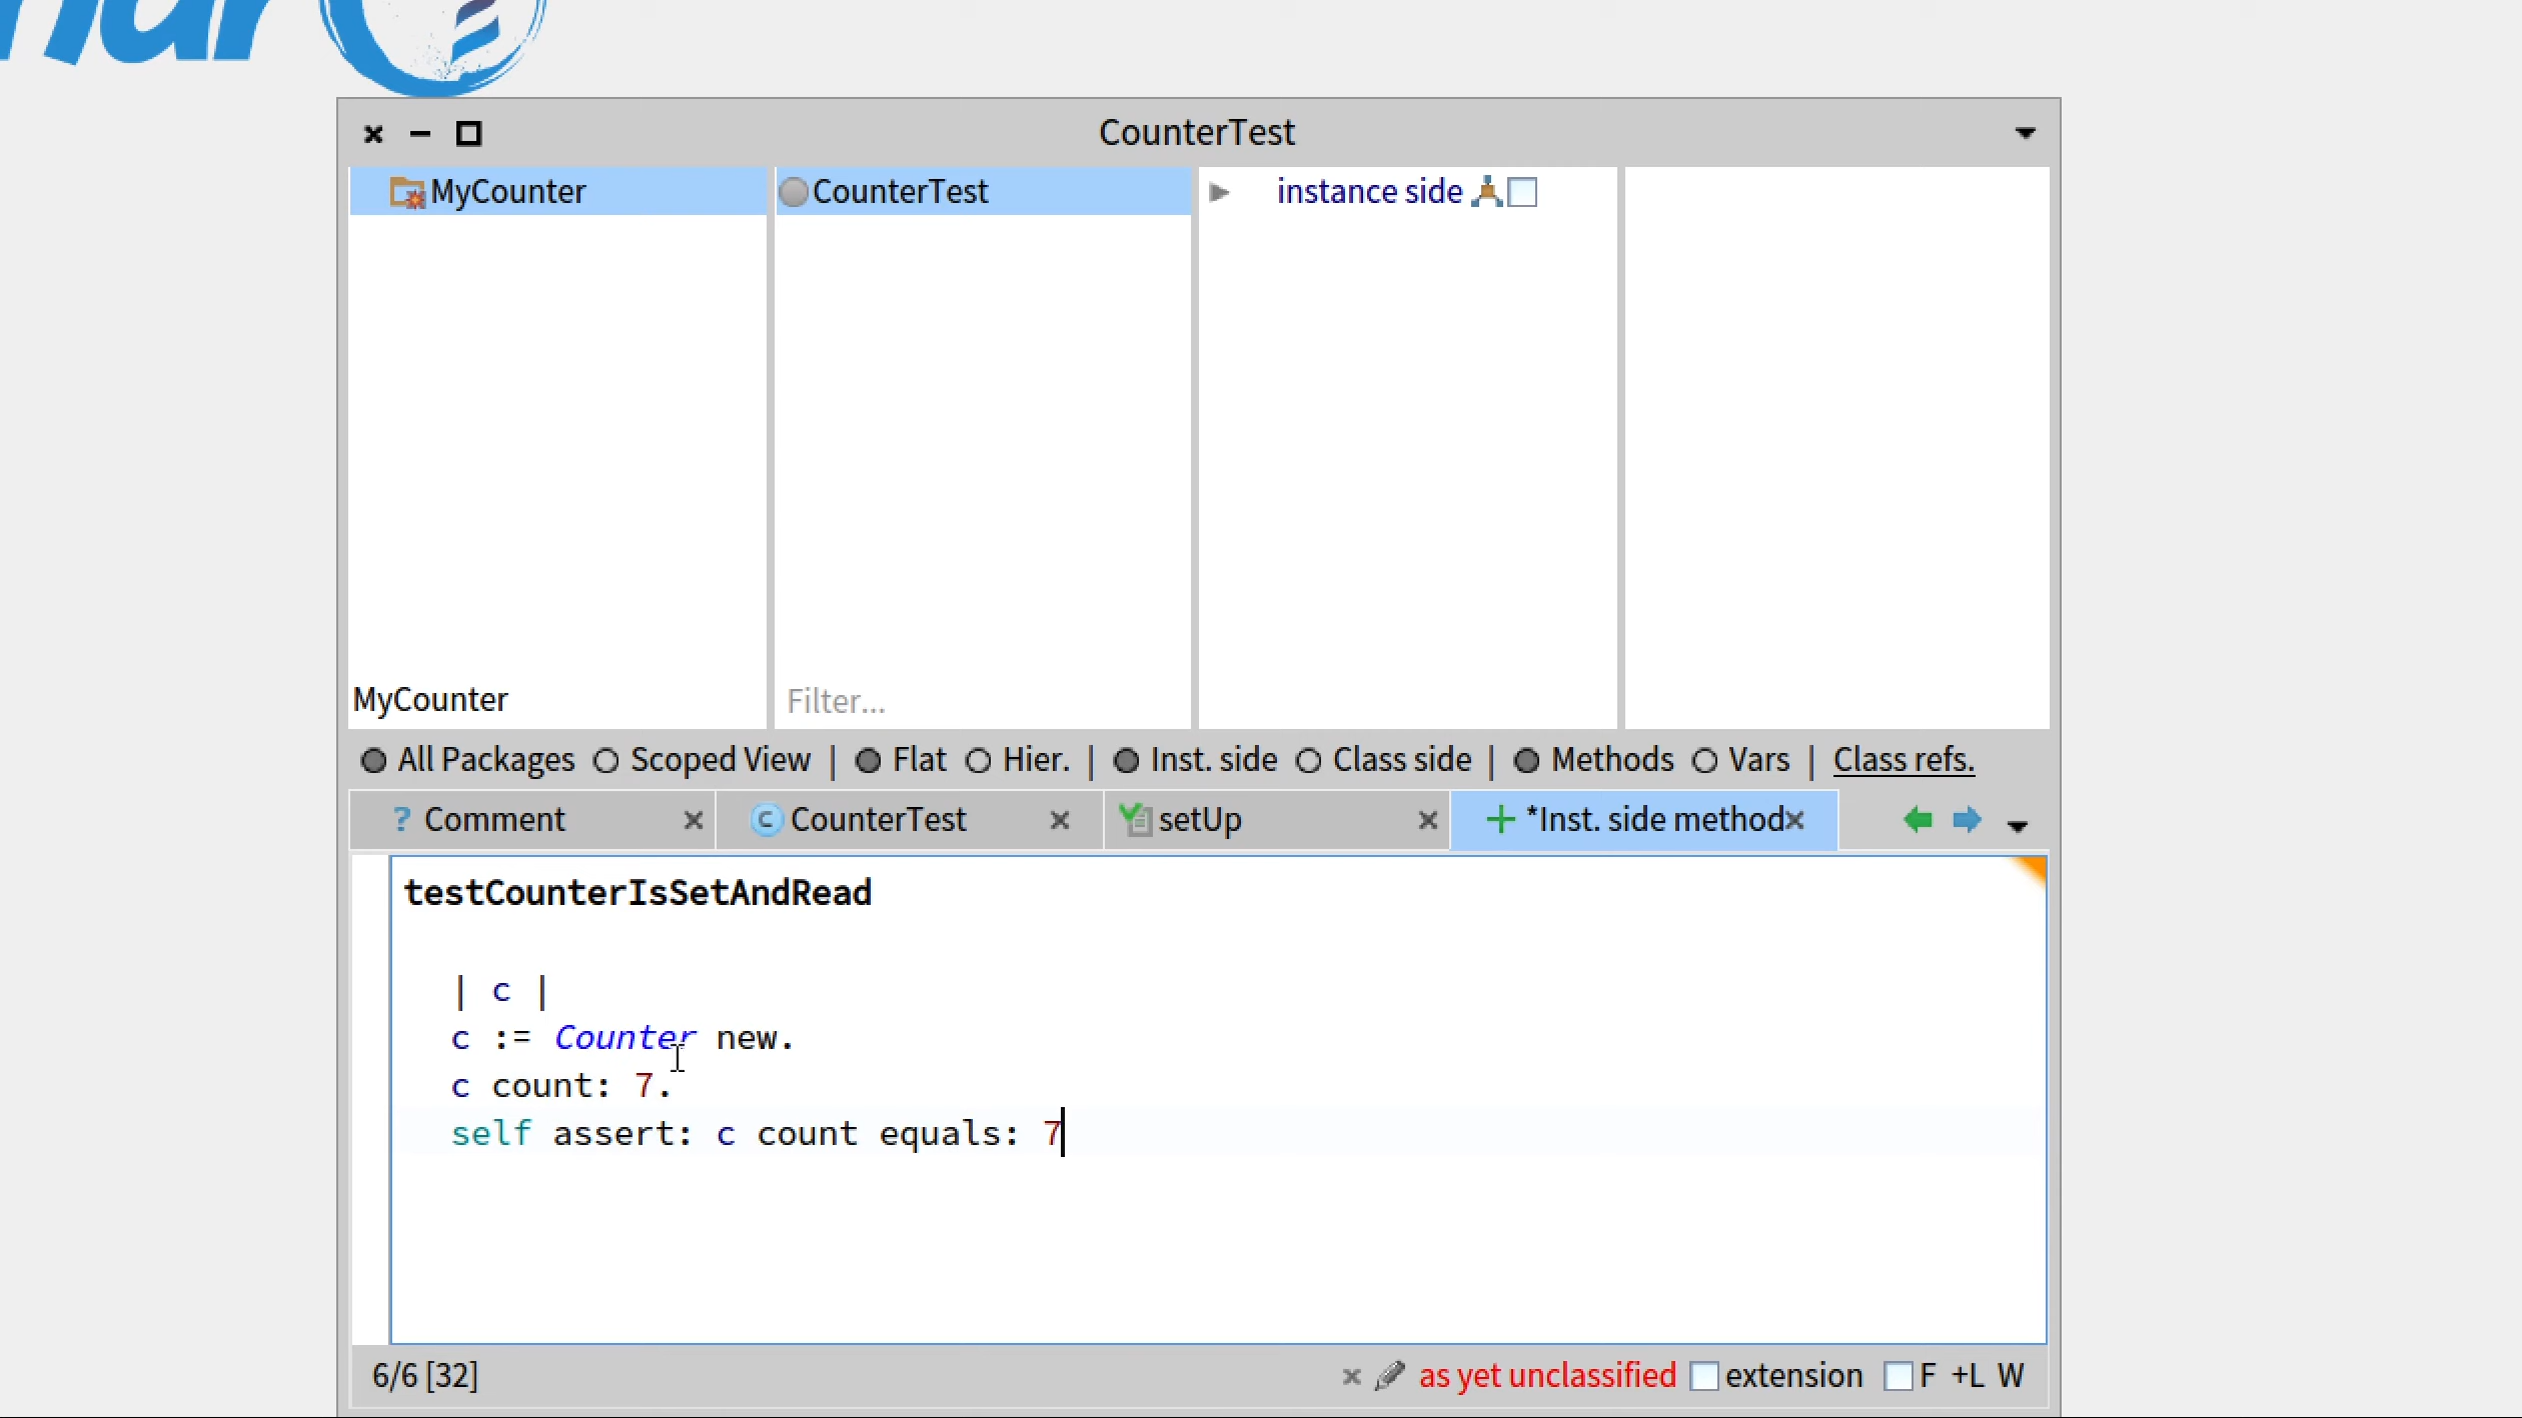 CounterTest
MyCounter
CounterTest
instance side
MyCounter
Filter...
All Packages Scoped View | Flat Hier. | Inst. side Class side | Methods Vars | Class refs.
? Comment
C CounterTest
setUp
*Inst. side method
testCounterIsSetAndRead
| c |
c := Counter new.
c count: 7.
self assert: c count equals: 7
6/6 [32]
as yet unclassified extension F +L W